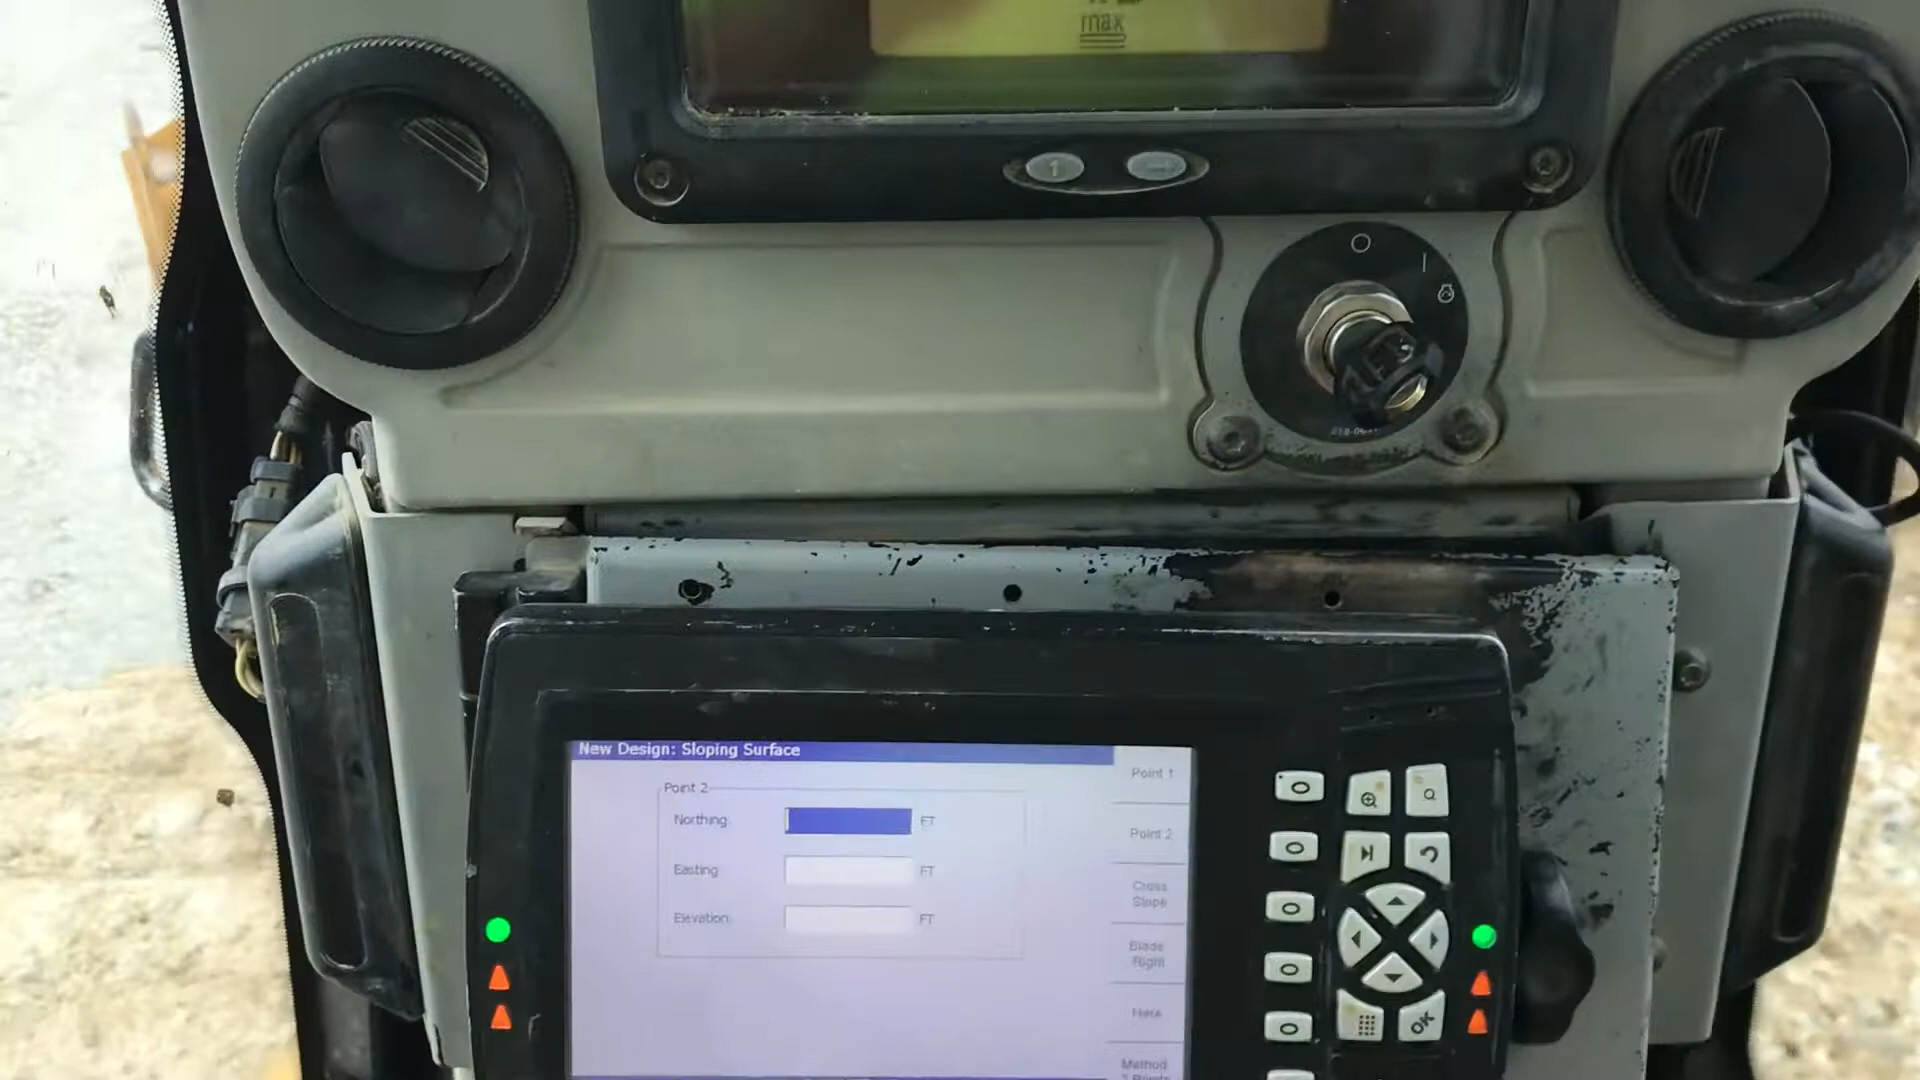 max
1
New Design: Sloping Surface
Point 1
Point 2
Northing:
FT
Point 2
Easting
FT
Cross
Slope
Elevation:
FT
Blade
Right
Here
Method
OK